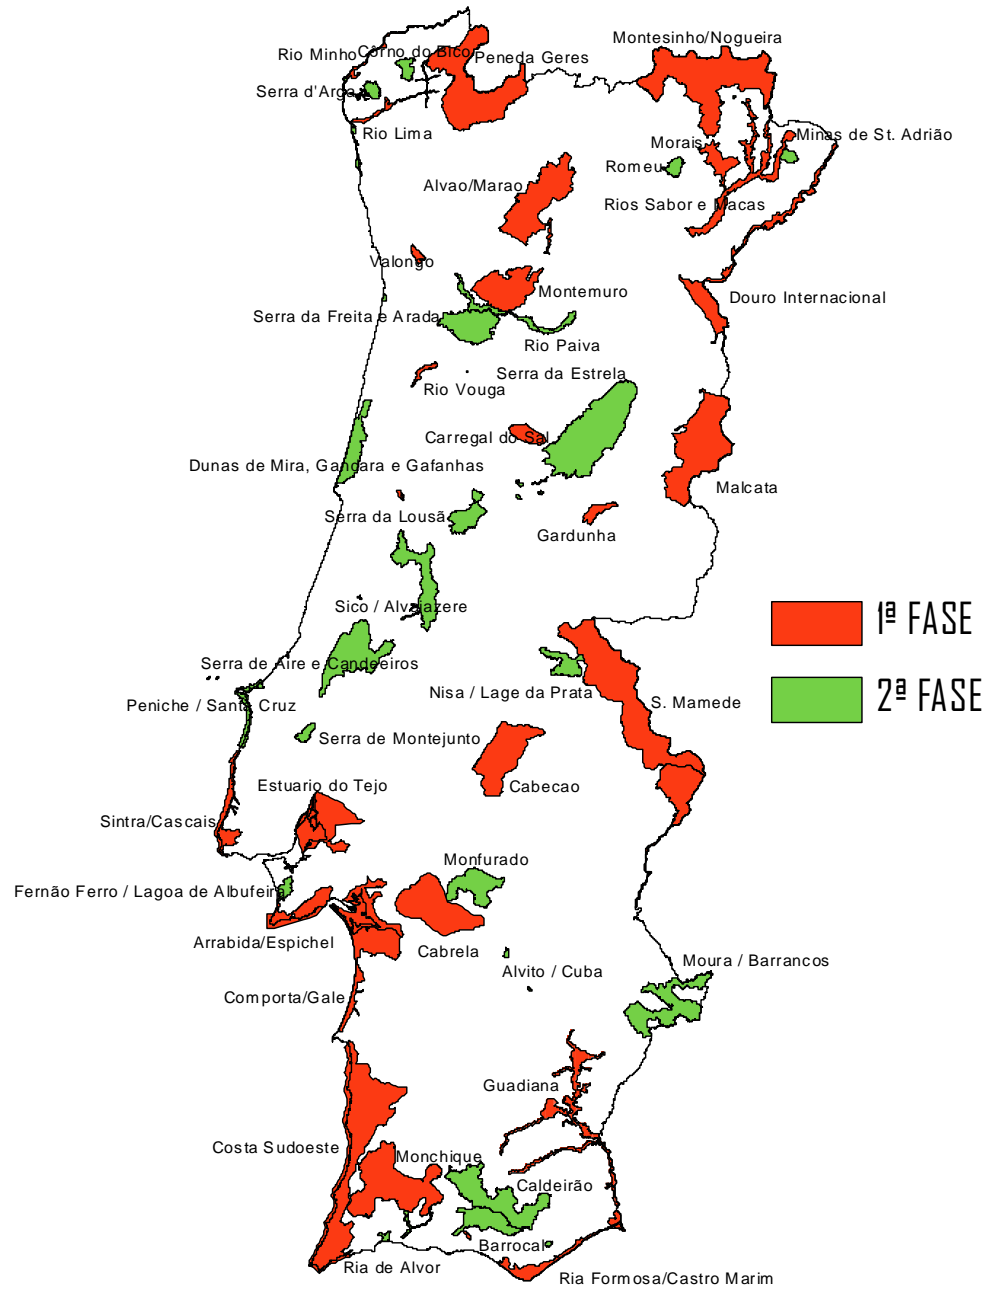 Montesinho/Nogueira
Rio Minho
Côrno do Bico
Peneda Geres
Serra d'Arga
Rio Lima
Minas de St. Adrião
Morais
Romeu
Alvao/Marao
Rios Sabor e Macas
Valongo
Montemuro
Douro Internacional
Serra da Freita e Arada
Rio Paiva
Serra da Estrela
Rio Vouga
Carregal do Sal
Dunas de Mira, Gandara e Gafanhas
Malcata
Serra da Lousã
Gardunha
Sico / Alvaiazere
1ª FASE
Serra de Aire e Candeeiros
Nisa / Lage da Prata
S. Mamede
2ª FASE
Peniche / Santa Cruz
Serra de Montejunto
Estuario do Tejo
Cabecao
Sintra/Cascais
Monfurado
Fernão Ferro / Lagoa de Albufeira
Arrabida/Espichel
Cabrela
Moura / Barrancos
Alvito / Cuba
Comporta/Gale
Guadiana
Costa Sudoeste
Monchique
Caldeirão
Barrocal
Ria de Alvor
Ria Formosa/Castro Marim